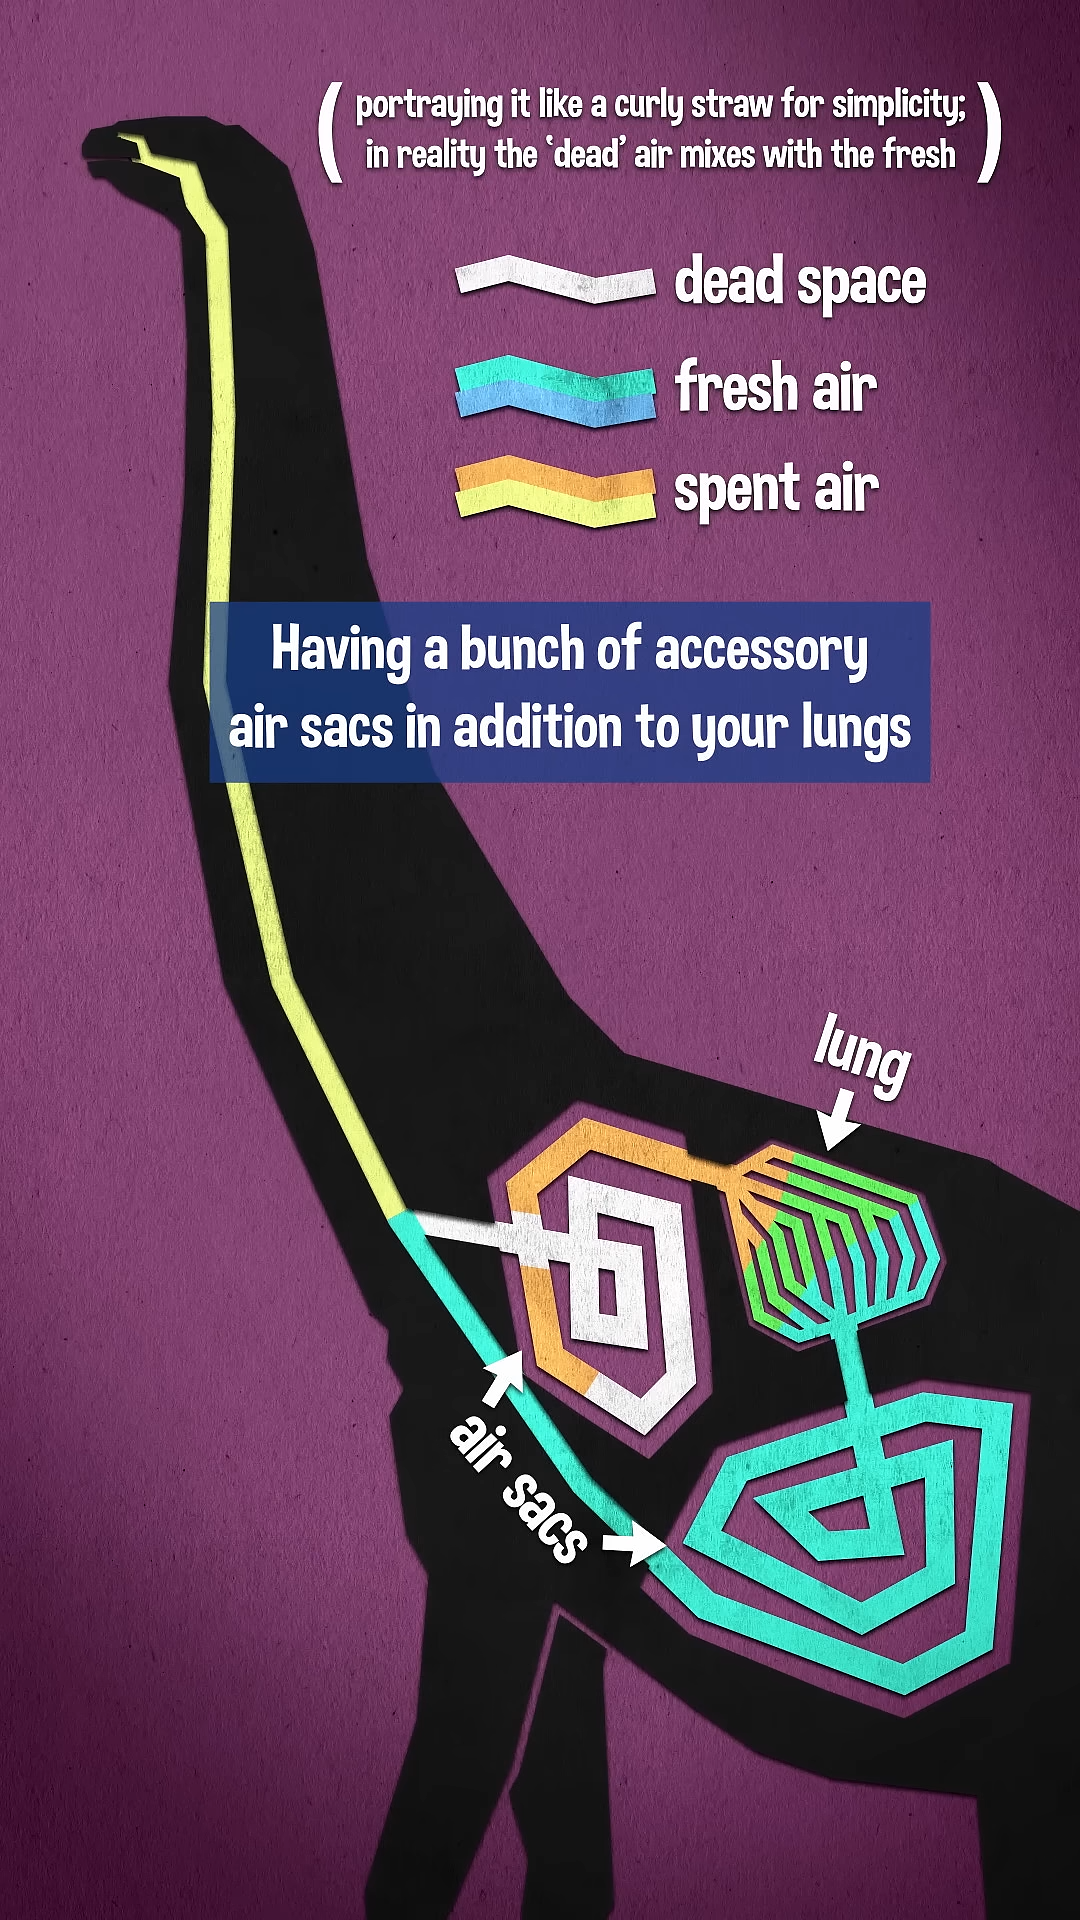 (portraying it like a curly straw for simplicity;
in reality the ‘dead’ air mixes with the fresh)
dead space
fresh air
spent air
Having a bunch of accessory
air sacs in addition to your lungs
lung
air sacs